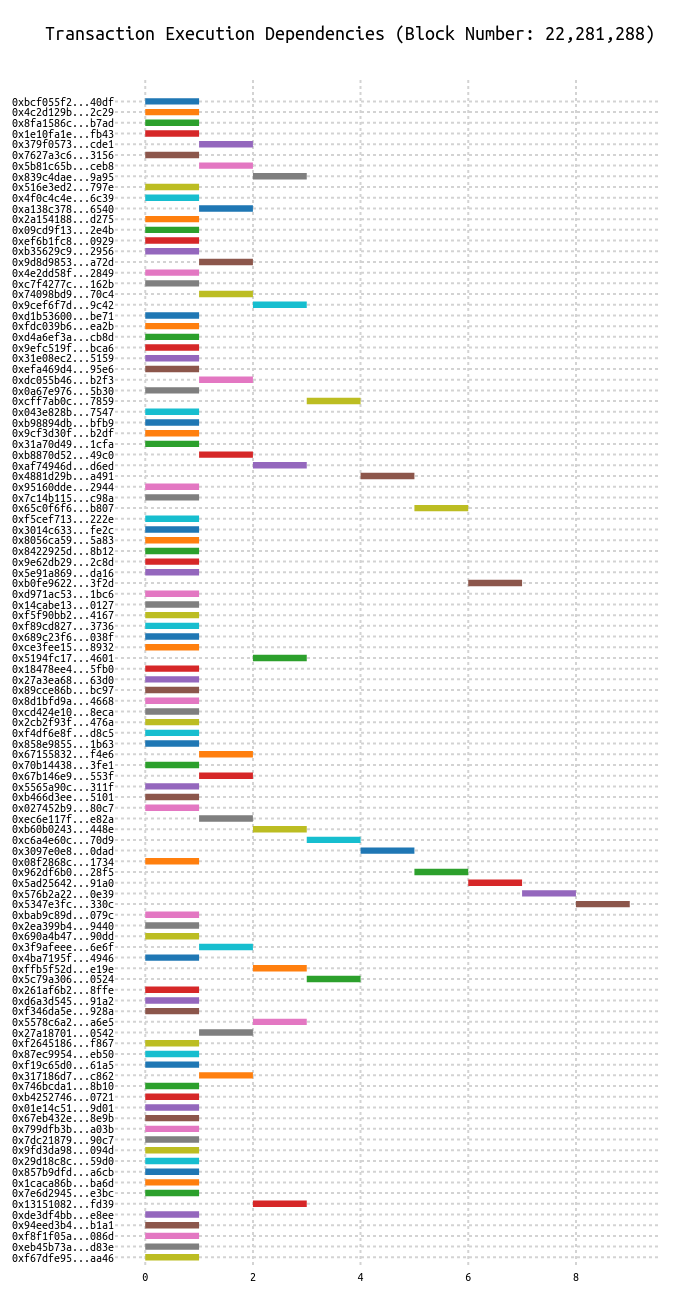 Transaction Execution Dependencies (Block Number: 22,281,288)
0xbcf055f2...40df
0x4c2d129b...2c29
0x8fa1586c...b7ad
0x1e10fa1e...fb43
0x379f0573...cde1
0x7627a3c6...3156
0x5b81c65b...ceb8
0x839c4dae...9a95
0x516e3ed2...797e
0x4f0c4c4e...6c39
0xa138c378...6540
0x2a154188...d275
0x09cd9f13...2e4b
0xef6b1fc8...0929
0xb35629c9...2956
0x9d8d9853...a72d
0x4e2dd58f...2849
0xc7f4277c...162b
0x74098bd9...70c4
0x9cef6f7d...9c42
0xd1b53600...be71
0xfdc039b6...ea2b
0xd4a6ef3a...cb8d
0x9efc519f...bca6
0x31e08ec2...5159
0xefa469d4...95e6
0xdc055b46...b2f3
0x0a67e976...5b30
0xcff7ab0c...7859
0x043e828b...7547
0xb98894db...bfb9
0x9cf3d30f...b2df
0x31a70d49...1cfa
0xb8870d52...49c0
0xaf74946d...d6ed
0x4881d29b...a491
0x95160dde...2944
0x7c14b115...c98a
0x65c0f6f6...b807
0xf5cef713...222e
0x3014c633...fe2c
0x8056ca59...5a83
0x8422925d...8b12
0x9e62db29...2c8d
0x5e91a869...da16
0xb0fe9622...3f2d
0xd971ac53...1bc6
0x14cabe13...0127
0xf5f90bb2...4167
0xf89cd827...3736
0x689c23f6...038f
0xce3fee15...8932
0x5194fc17...4601
0x18478ee4...5fb0
0x27a3ea68...63d0
0x89cce86b...bc97
0x8d1bfd9a...4668
0xcd424e10...8eca
0x2cb2f93f...476a
0xf4df6e8f...d8c5
0x858e9855...1b63
0x67155832...f4e6
0x70b14438...3fe1
0x67b146e9...553f
0x5565a90c...311f
0xb466d3ee...5101
0x027452b9...80c7
0xec6e117f...e82a
0xb60b0243...448e
0xc6a4e60c...70d9
0x3097e0e8...0dad
0x08f2868c...1734
0x962df6b0...28f5
0x5ad25642...91a0
0x576b2a22...0e39
0x5347e3fc...330c
0xbab9c89d...079c
0x2ea399b4...9440
0x690a4b47...90dd
0x3f9afeee...6e6f
0x4ba7195f...4946
0xffb5f52d...e19e
0x5c79a306...0524
0x261af6b2...8ffe
0xd6a3d545...91a2
0xf346da5e...928a
0x5578c6a2...a6e5
0x27a18701...0542
0xf2645186...f867
0x87ec9954...eb50
0xf19c65d0...61a5
0x317186d7...c862
0x746bcda1...8b10
0xb4252746...0721
0x01e14c51...9d01
0x67eb432e...8e9b
0x799dfb3b...a03b
0x7dc21879...90c7
0x9fd3da98...094d
0x29d18c8c...59d0
0x857b9dfd...a6cb
0x1caca86b...ba6d
0x7e6d2945...e3bc
0x13151082...fd39
0xde3df4bb...e8ee
0x94eed3b4...b1a1
0xf8f1f05a...086d
0xeb45b73a...d83e
0xf67dfe95...aa46
0 2 4 6 8